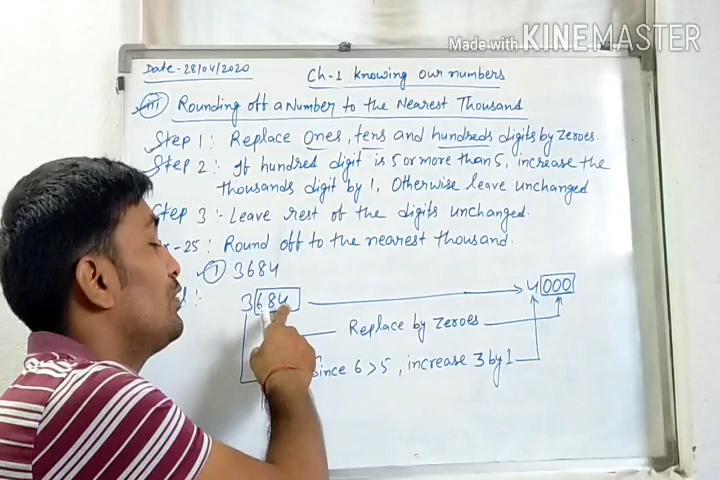 Made with KINEMASTER
Date-28/04/2020 Ch-1 Knowing our numbers
(iii) Rounding off a Number to the Nearest Thousand
Step 1: Replace Ones, tens and hundreds digits by Zeroes.
Step 2:- If hundred digit is 5 or more than 5, increase the
thousands digit by 1, Otherwise leave unchanged
Step 3:- Leave rest of the digits unchanged.
-25: Round off to the nearest thousand.
(1) 3684
3684 4000
Replace by Zeroes
Since 6>5, increase 3 by 1